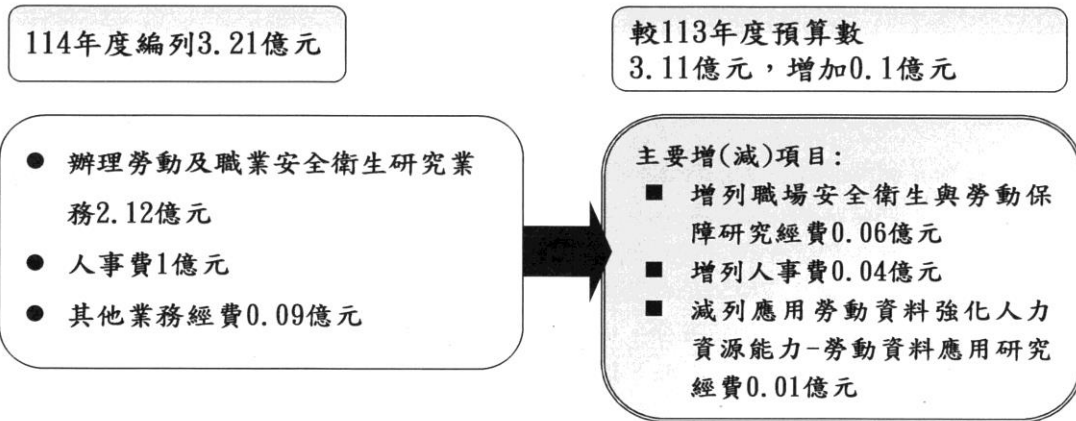 114年度編列3.21億元
較113年度預算數
3.11億元，增加0.1億元
● 辦理勞動及職業安全衛生研究業
務2.12億元
● 人事費1億元
● 其他業務經費0.09億元
主要增(減)項目:
■ 增列職場安全衛生與勞動保
障研究經費0.06億元
■ 增列人事費0.04億元
■ 減列應用勞動資料強化人力
資源能力-勞動資料應用研究
經費0.01億元